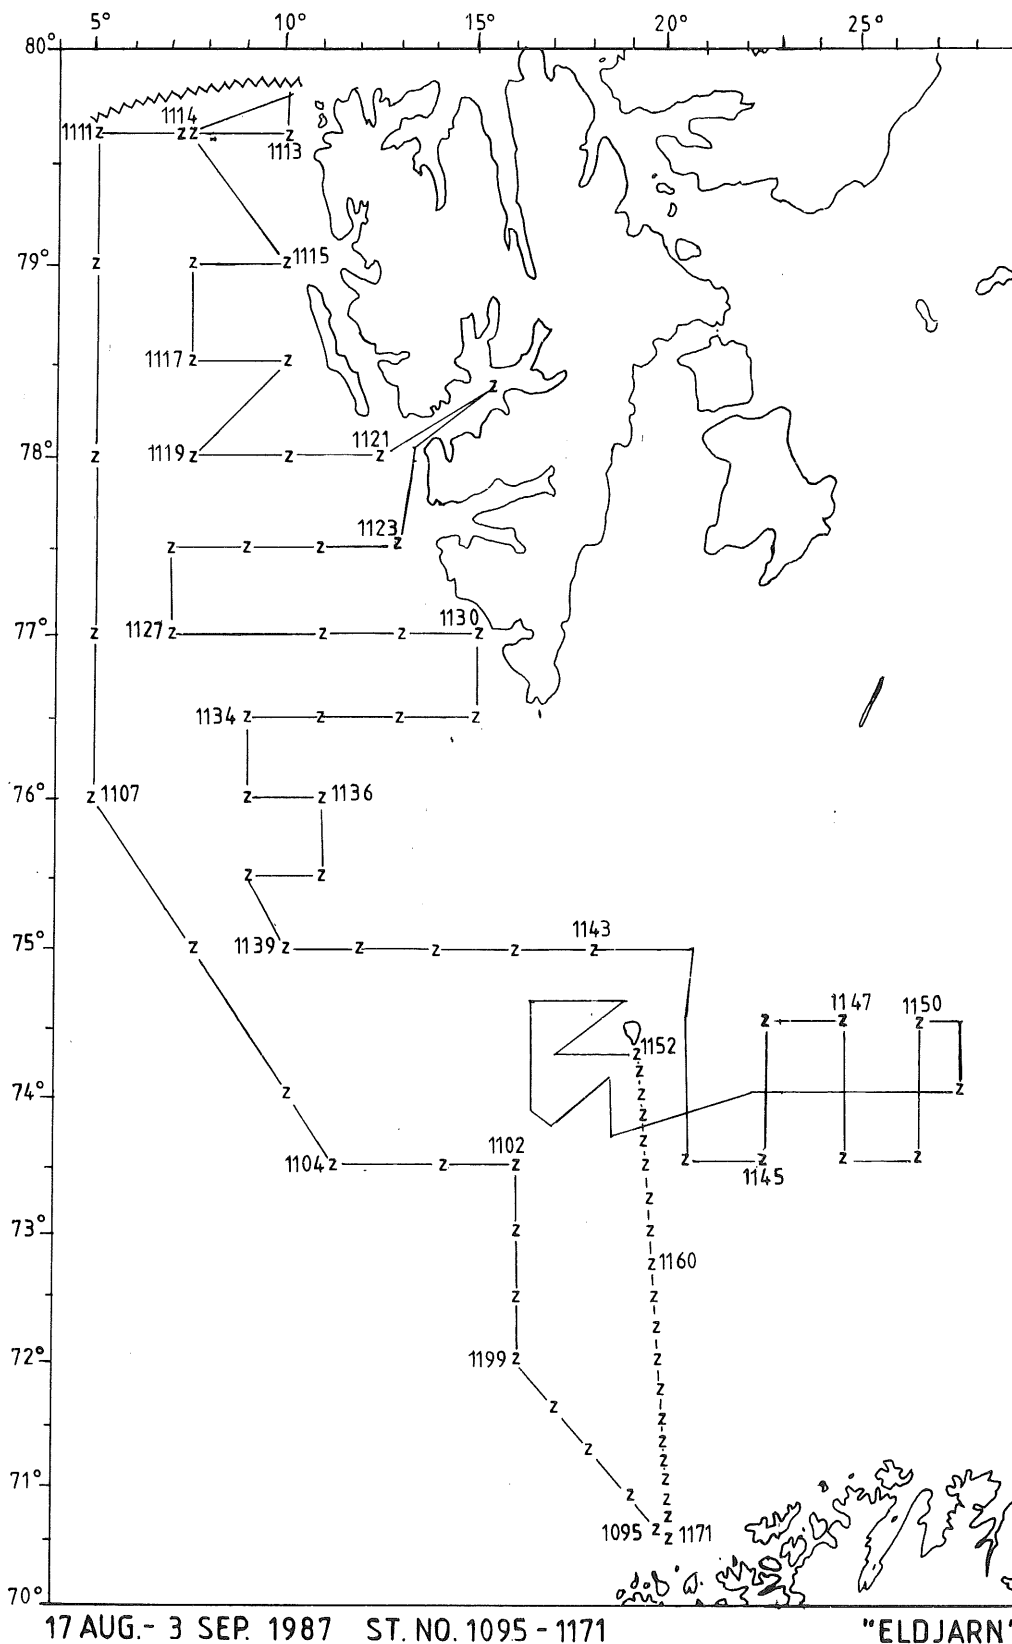 5° 10° 15° 20° 25°
80°
1114
1111 z zz z
1113
79° z z z 1115
1117 z z
z
1121
78° z 1119 z z z
1123
z z z z
1130
77° z 1127 z z z z
1134 z z z z
76° z 1107 z z 1136
z z
1143
75° z 1139 z z z z z
1147 1150
z z z
z 1152
z
74° z z z
z
z
1102
1104 z z z z z z z z
1145
z
73° z z
z 1160
z z
z
72° 1199 z z
z
z z
z
z z
z
71° z
z z
z
1095 z z 1171
70°
17 AUG.- 3 SEP. 1987 ST. NO. 1095 - 1171 "ELDJARN"